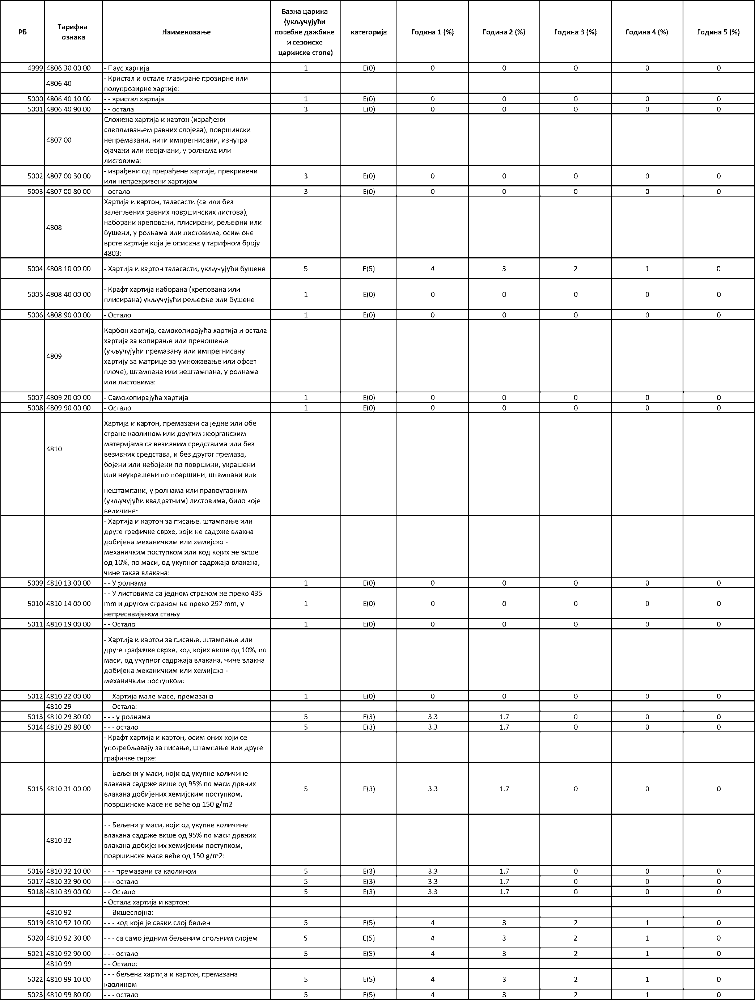 РБ Тарифна ознака Наименовање Базна царина (укључујући посебне дажбине и сезонске царинске стопе) категорија Година 1 (%) Година 2 (%) Година 3 (%) Година 4 (%) Година 5 (%)
4999 4806 30 00 00 - Паус хартија 1 E(0) 0 0 0 0 0
4806 40 - Кристал и остале глазиране прозирне или
полупрозирне хартије:
5000 4806 40 10 00 - - кристал хартија 1 E(0) 0 0 0 0 0
5001 4806 40 90 00 - - остала 3 E(0) 0 0 0 0 0
4807 00 Сложена хартија и картон (израђени
слепљивањем равних слојева), површински
непремазани, нити импрегнисани, изнутра
ојачани или неојачани, у ролнама или
листовима:
5002 4807 00 30 00 - израђени од прерађене хартије, прекривени
или непрекривени хартијом 3 E(0) 0 0 0 0 0
5003 4807 00 80 00 - остало 3 E(0) 0 0 0 0 0
4808 Хартија и картон, таласасти (са или без
залепљених равних површинских листова),
наборани креповани, плисирани, рељефни или
бушени, у ролнама или листовима, осим оне
врсте хартије која је описана у тарифном броју
4803:
5004 4808 10 00 00 - Хартија и картон таласасти, укључујући бушене 5 E(5) 4 3 2 1 0
5005 4808 40 00 00 - Крафт хартија наборана (крепована или
плисирана) укључујући рељефне или бушене 1 E(0) 0 0 0 0 0
5006 4808 90 00 00 - Остало 1 E(0) 0 0 0 0 0
4809 Карбон хартија, самокопирајућа хартија и остала
хартија за копирање или преношење
(укључујући премазану или импрегнисану
хартију за матрице за умножавање или офсет
плоче), штампана или нештампана, у ролнама
или листовима:
5007 4809 20 00 00 - Самокопирајућа хартија 1 E(0) 0 0 0 0 0
5008 4809 90 00 00 - Остало 1 E(0) 0 0 0 0 0
4810 Хартија и картон, премазани са једне или обе
стране каолином или другим неорганским
материјама са везивним средствима или без
везивних средстава, и без другог премаза,
бојени или небојени по површини, украшени
или неукрашени по површини, штампани или
нештампани, у ролнама или правоугаоним
(укључујући квадратним) листовима, било које
величине:
- Хартија и картон за писање, штампање или
друге графичке сврхе, који не садрже влакна
добијена механичким или хемијско -
механичким поступком или код којих не више
од 10%, по маси, од укупног садржаја влакана,
чине таква влакана:
5009 4810 13 00 00 - - У ролнама 1 E(0) 0 0 0 0 0
5010 4810 14 00 00 - - У листовима са једном страном не преко 435
mm и другом страном не преко 297 mm, у
непресавијеном стању 1 E(0) 0 0 0 0 0
5011 4810 19 00 00 - - Остало 1 E(0) 0 0 0 0 0
- Хартија и картон за писање, штампање или
друге графичке сврхе, код којих више од 10%, по
маси, од укупног садржаја влакана, чине влакна
добијена механичким или хемијско -
механичким поступком:
5012 4810 22 00 00 - - Хартија мале масе, премазана 1 E(0) 0 0 0 0 0
4810 29 - - Остала:
5013 4810 29 30 00 - - - у ролнама 5 E(3) 3.3 1.7 0 0 0
5014 4810 29 80 00 - - - остало 5 E(3) 3.3 1.7 0 0 0
- Крафт хартија и картон, осим оних који се
употребљавају за писање, штампање или друге
графичке сврхе:
5015 4810 31 00 00 - - Бељени у маси, који од укупне количине
влакана садрже више од 95% по маси дрвних
влакана добијених хемијским поступком,
површинске масе не веће од 150 g/m2 5 E(3) 3.3 1.7 0 0 0
4810 32 - - Бељени у маси, који од укупне количине
влакана садрже више од 95% по маси дрвних
влакана добијених хемијским поступком,
површинске масе веће од 150 g/m2:
5016 4810 32 10 00 - - - премазани са каолином 5 E(3) 3.3 1.7 0 0 0
5017 4810 32 90 00 - - - остало 5 E(3) 3.3 1.7 0 0 0
5018 4810 39 00 00 - - Остало 5 E(3) 3.3 1.7 0 0 0
- Остала хартија и картон:
4810 92 - - Вишеслојна:
5019 4810 92 10 00 - - - код које је сваки слој бељен 5 E(5) 4 3 2 1 0
5020 4810 92 30 00 - - - са само једним бељеним спољним слојем 5 E(5) 4 3 2 1 0
5021 4810 92 90 00 - - - остало 5 E(5) 4 3 2 1 0
4810 99 - - Остало:
5022 4810 99 10 00 - - - бељена хартија и картон, премазана
каолином 5 E(5) 4 3 2 1 0
5023 4810 99 80 00 - - - остало 5 E(5) 4 3 2 1 0